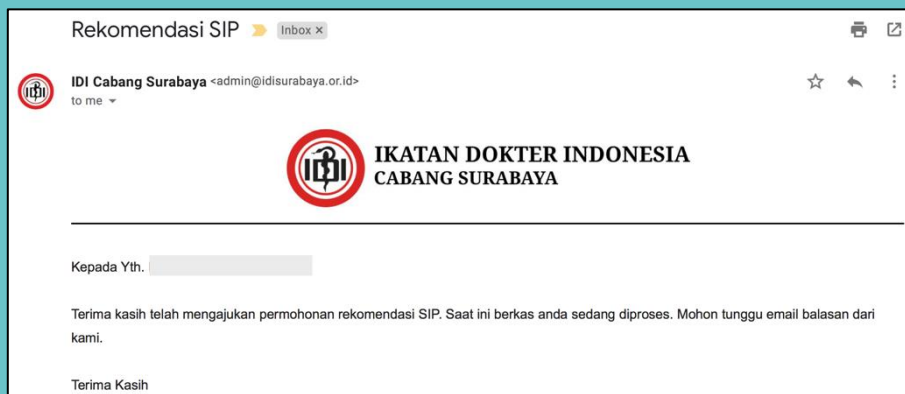 Rekomendasi SIP
Inbox ×
IDI Cabang Surabaya <admin@idisurabaya.or.id>
to me
IDI
IKATAN DOKTER INDONESIA
CABANG SURABAYA
Kepada Yth.
Terima kasih telah mengajukan permohonan rekomendasi SIP. Saat ini berkas anda sedang diproses. Mohon tunggu email balasan dari
kami.
Terima Kasih